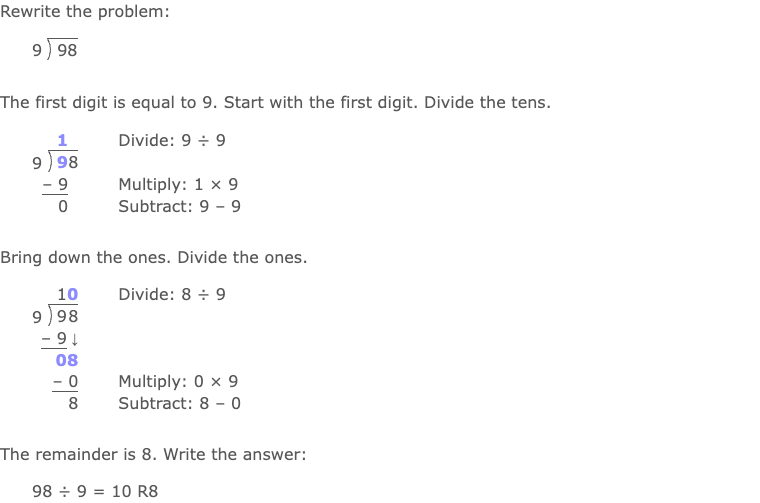 Rewrite the problem:
9 ) 98
The first digit is equal to 9. Start with the first digit. Divide the tens.
1 Divide: 9 ÷ 9
9 ) 98
– 9 Multiply: 1 × 9
0 Subtract: 9 – 9
Bring down the ones. Divide the ones.
10 Divide: 8 ÷ 9
9 ) 98
– 9 ↓
08
– 0 Multiply: 0 × 9
8 Subtract: 8 – 0
The remainder is 8. Write the answer:
98 ÷ 9 = 10 R8